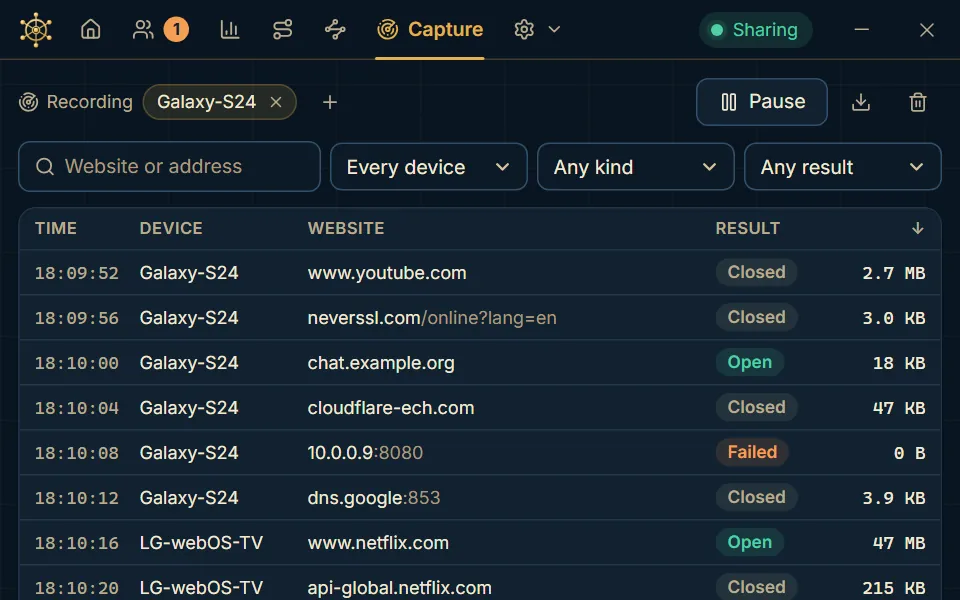 1 Capture Sharing
Recording Galaxy-S24 Pause
Website or address Every device Any kind Any result
TIME DEVICE WEBSITE RESULT
18:09:52 Galaxy-S24 www.youtube.com Closed 2.7 MB
18:09:56 Galaxy-S24 neverssl.com/online?lang=en Closed 3.0 KB
18:10:00 Galaxy-S24 chat.example.org Open 18 KB
18:10:04 Galaxy-S24 cloudflare-ech.com Closed 47 KB
18:10:08 Galaxy-S24 10.0.0.9:8080 Failed 0 B
18:10:12 Galaxy-S24 dns.google:853 Closed 3.9 KB
18:10:16 LG-webOS-TV www.netflix.com Open 47 MB
18:10:20 LG-webOS-TV api-global.netflix.com Closed 215 KB